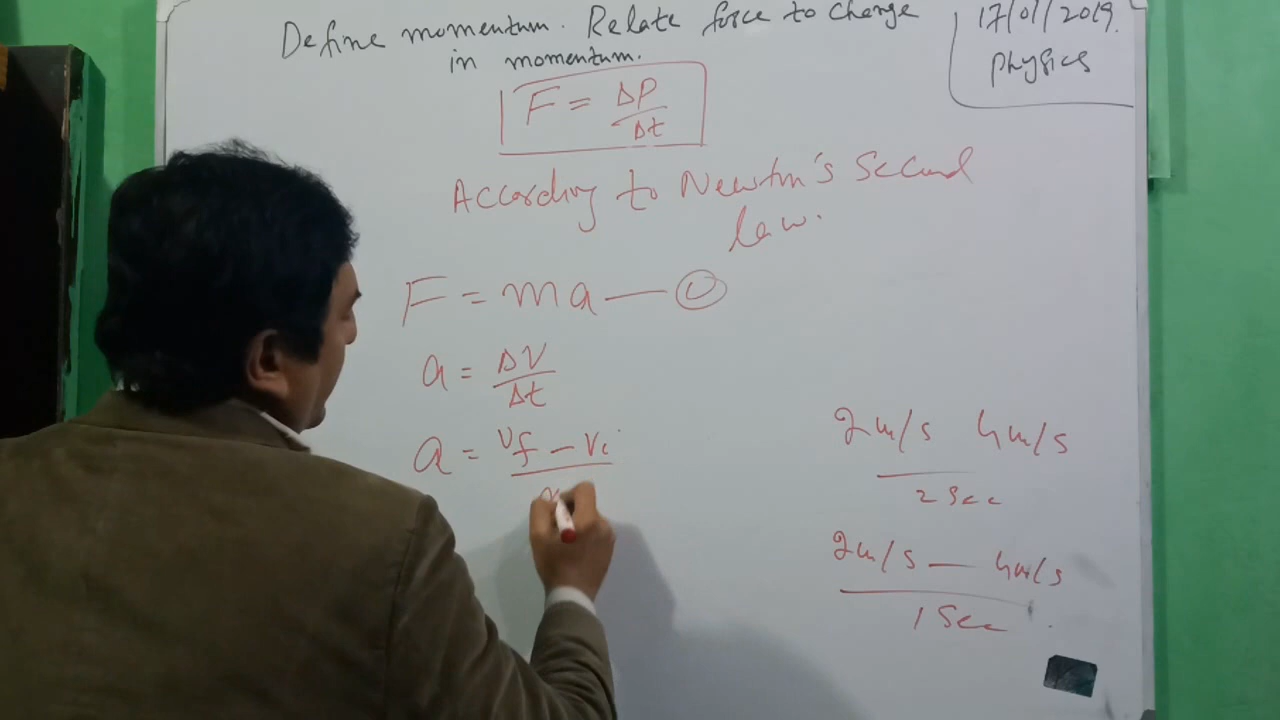 Define momentum. Relate force to change
in momentum.
17/01/2019.
physics
F = ΔP/Δt
According to Newton's Second
law.
F = ma —
a = ΔV/Δt
a = Vf - Vi
2m/s 4m/s
2 Sec
2m/s — 4m/s
1 Sec